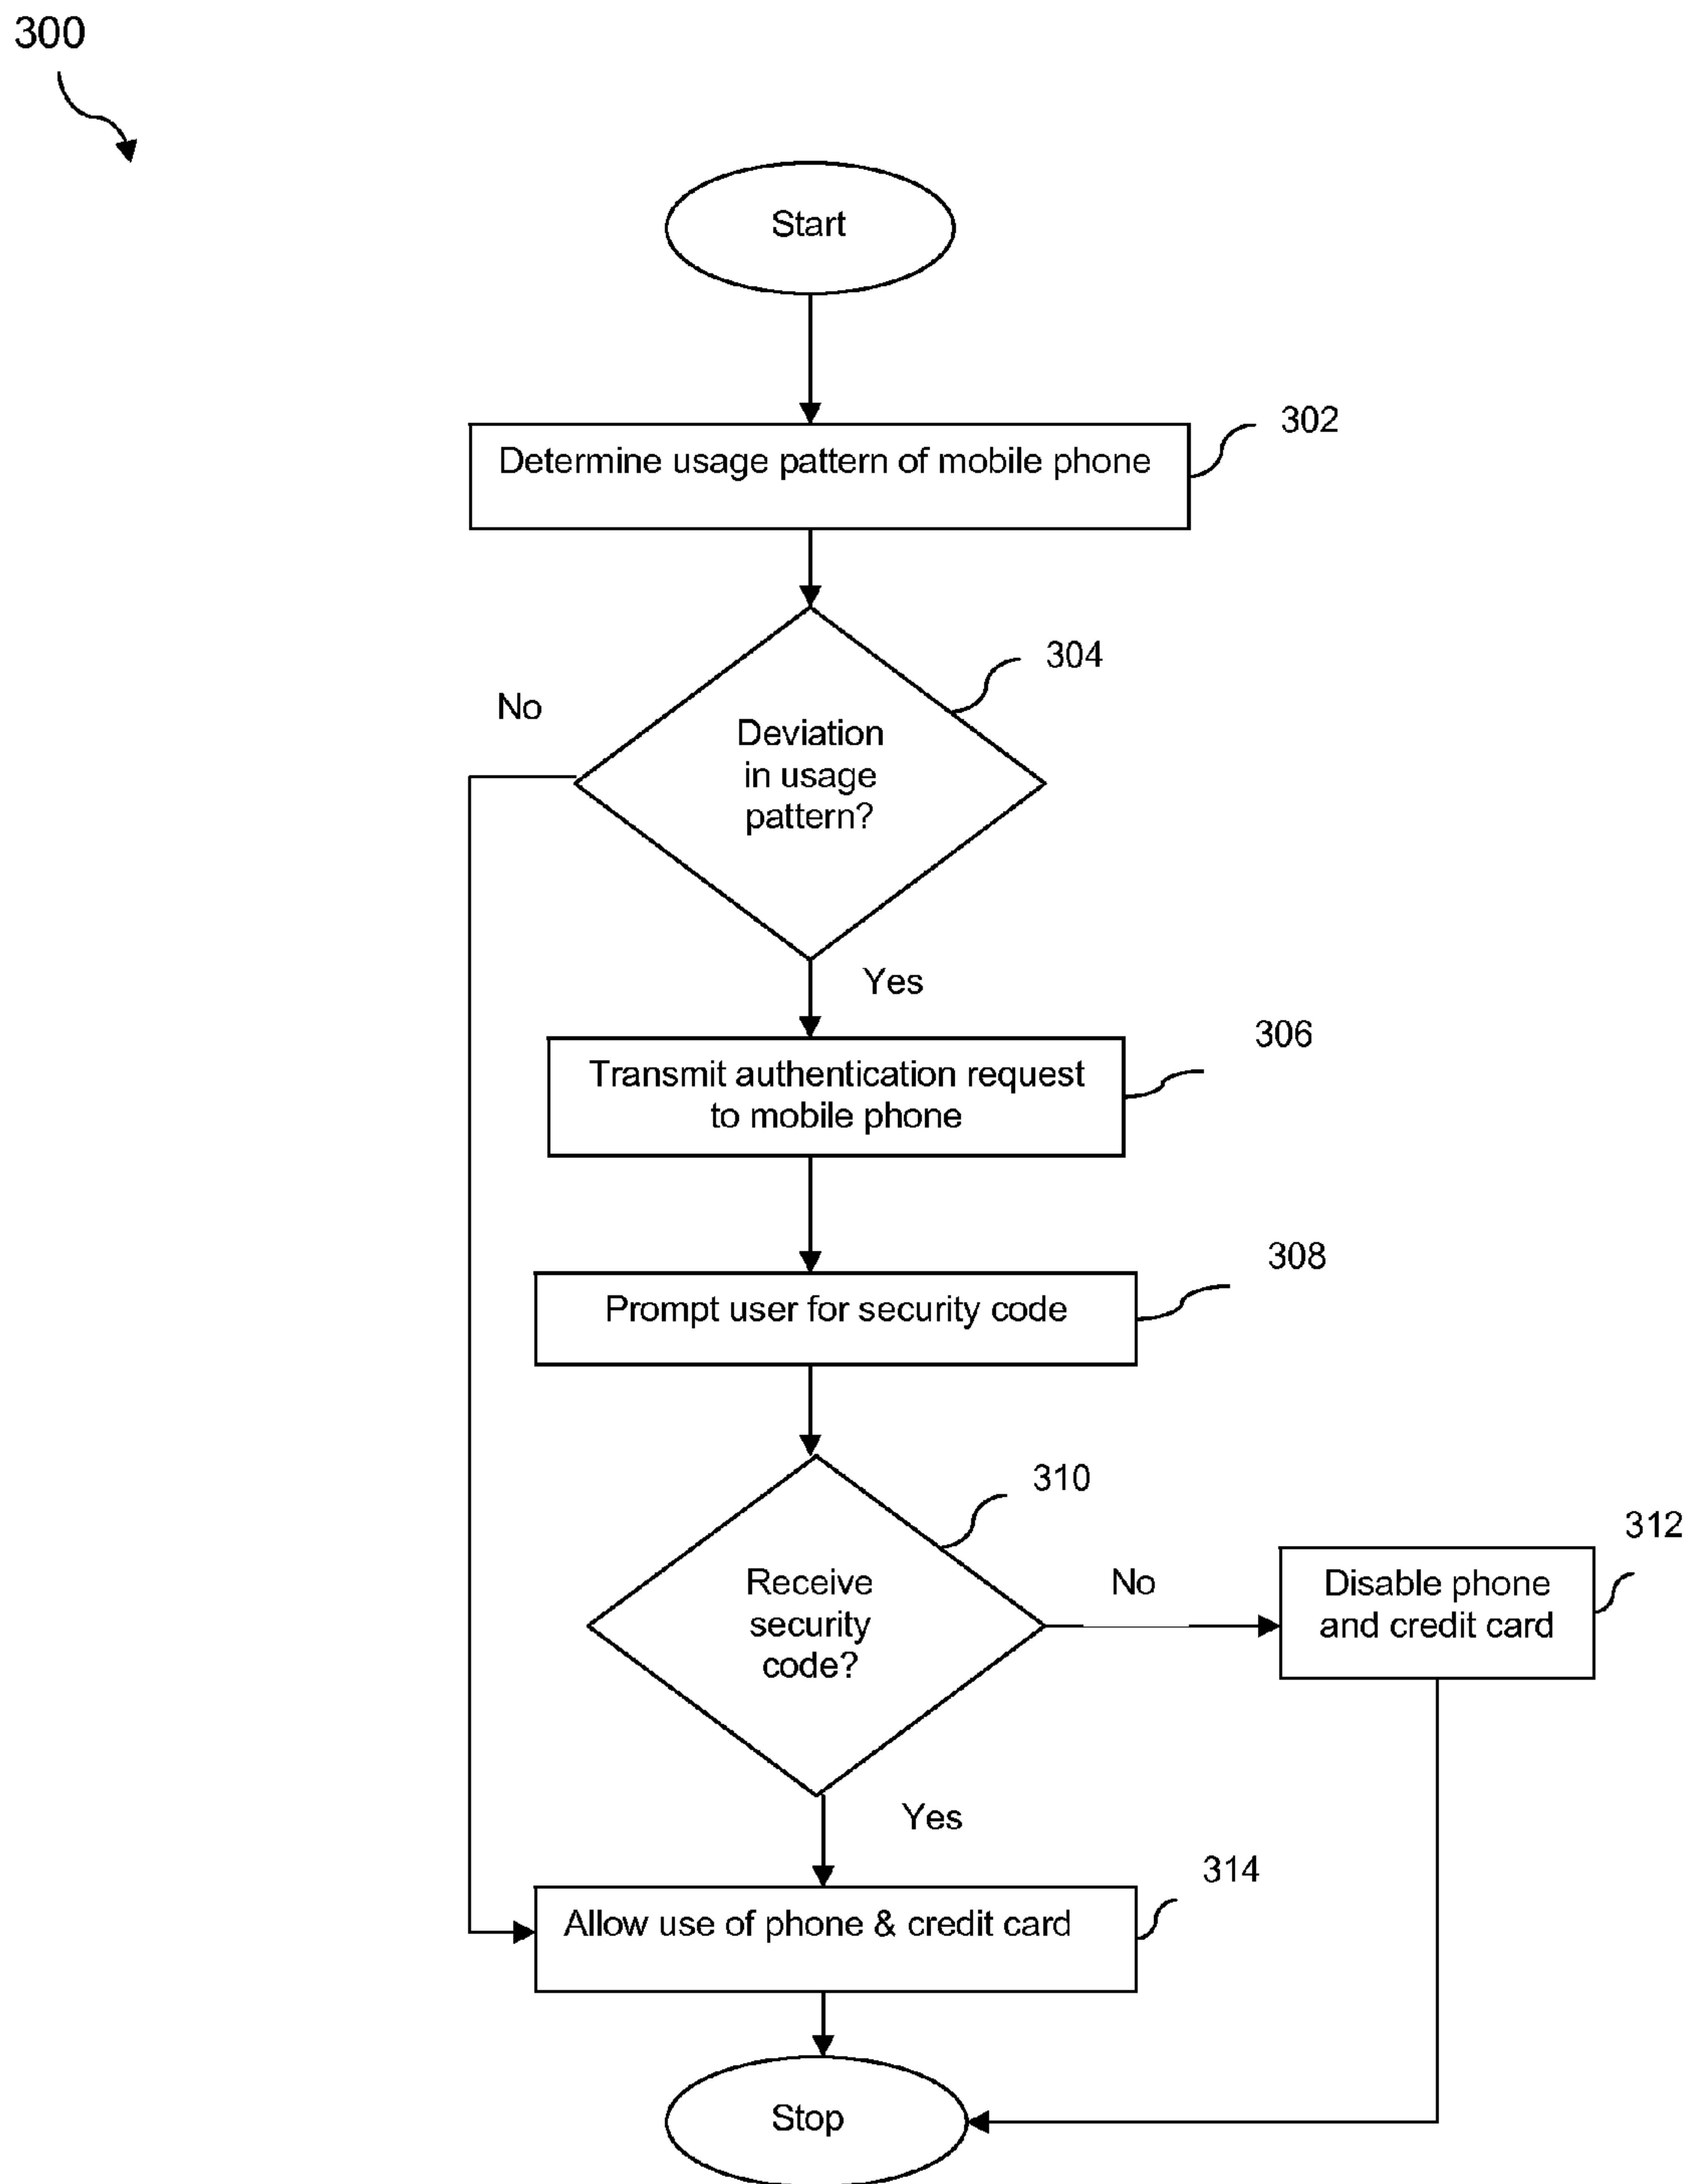 300
Start
Determine usage pattern of mobile phone
302
304
No
Deviation
in usage
pattern?
Yes
306
Transmit authentication request
to mobile phone
308
Prompt user for security code
310
312
Receive
security
code?
No
Disable phone
and credit card
Yes
314
Allow use of phone & credit card
Stop